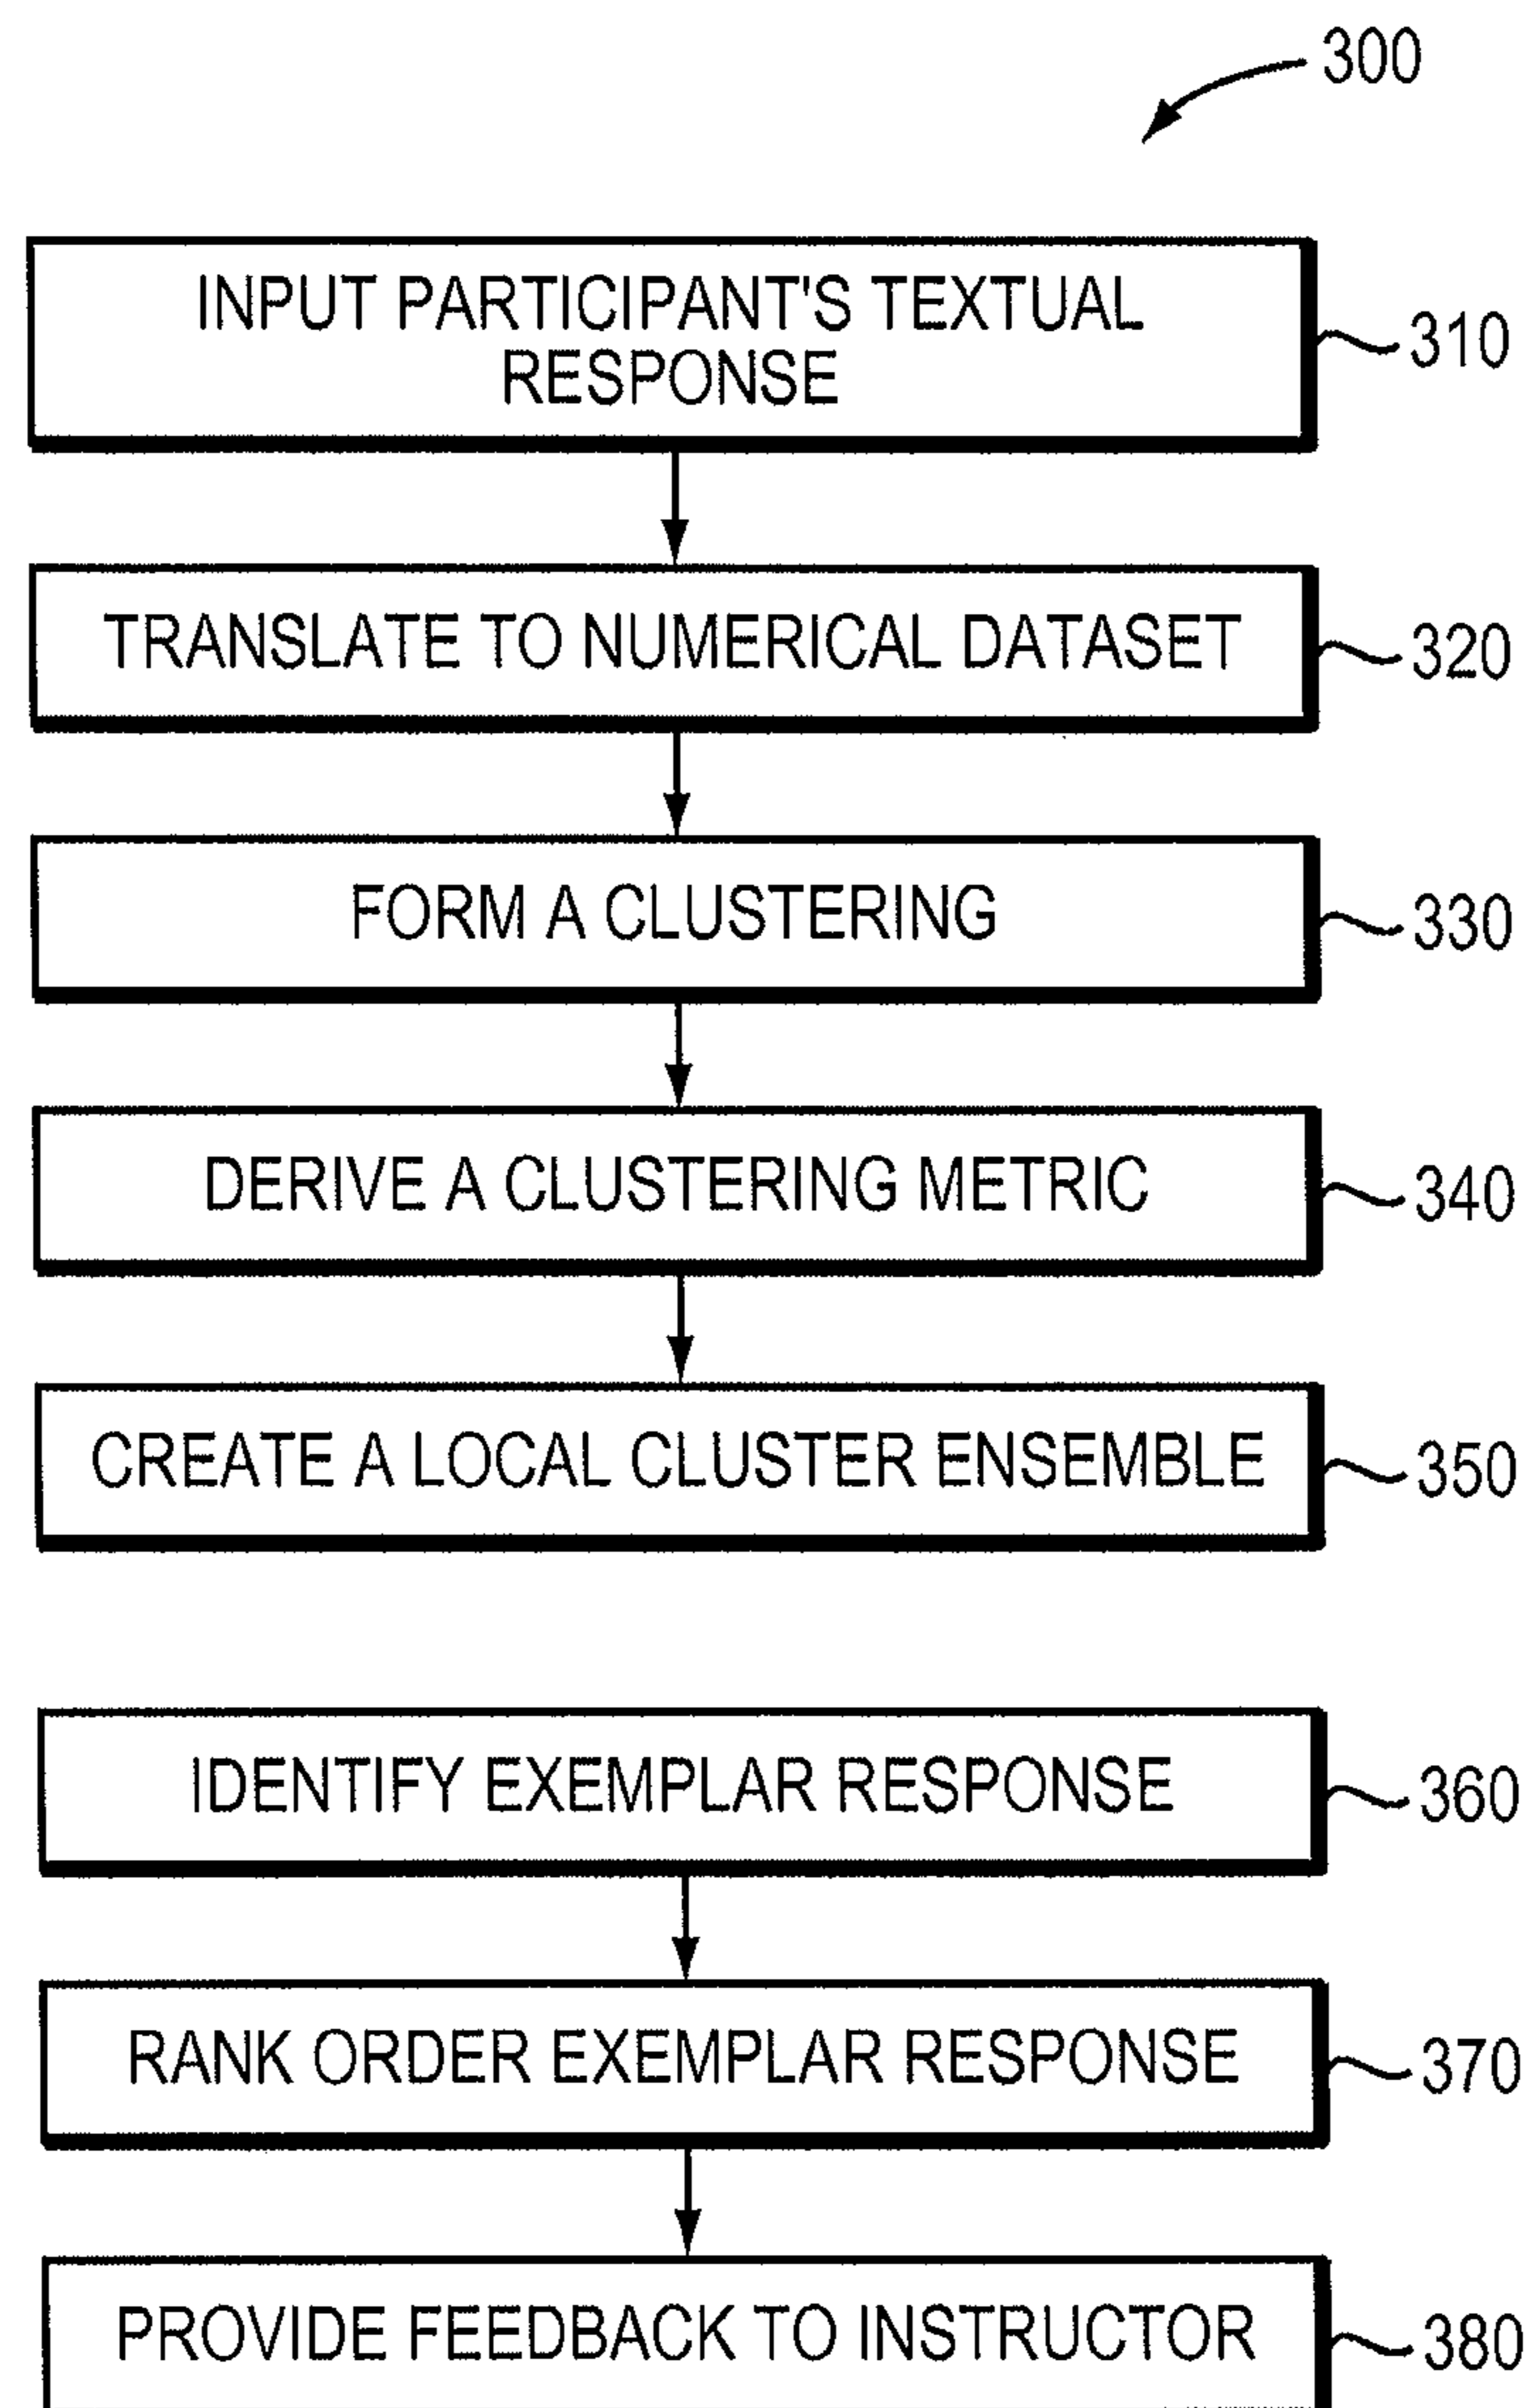 300
INPUT PARTICIPANT'S TEXTUAL
RESPONSE
310
TRANSLATE TO NUMERICAL DATASET
320
FORM A CLUSTERING
330
DERIVE A CLUSTERING METRIC
340
CREATE A LOCAL CLUSTER ENSEMBLE
350
IDENTIFY EXEMPLAR RESPONSE
360
RANK ORDER EXEMPLAR RESPONSE
370
PROVIDE FEEDBACK TO INSTRUCTOR
380